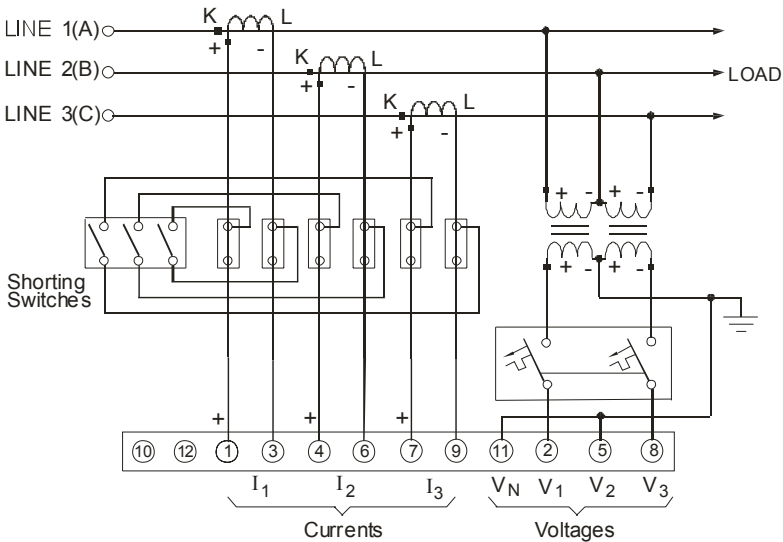 K L
LINE 1(A)
+ -
K L
LINE 2(B)
LOAD
+ -
K L
LINE 3(C)
+ -
+ - + -
+ - + -
Shorting
Switches
+ + +
10 12 1 3 4 6 7 9 11 2 5 8
I1 I2 I3 VN V1 V2 V3
Currents Voltages